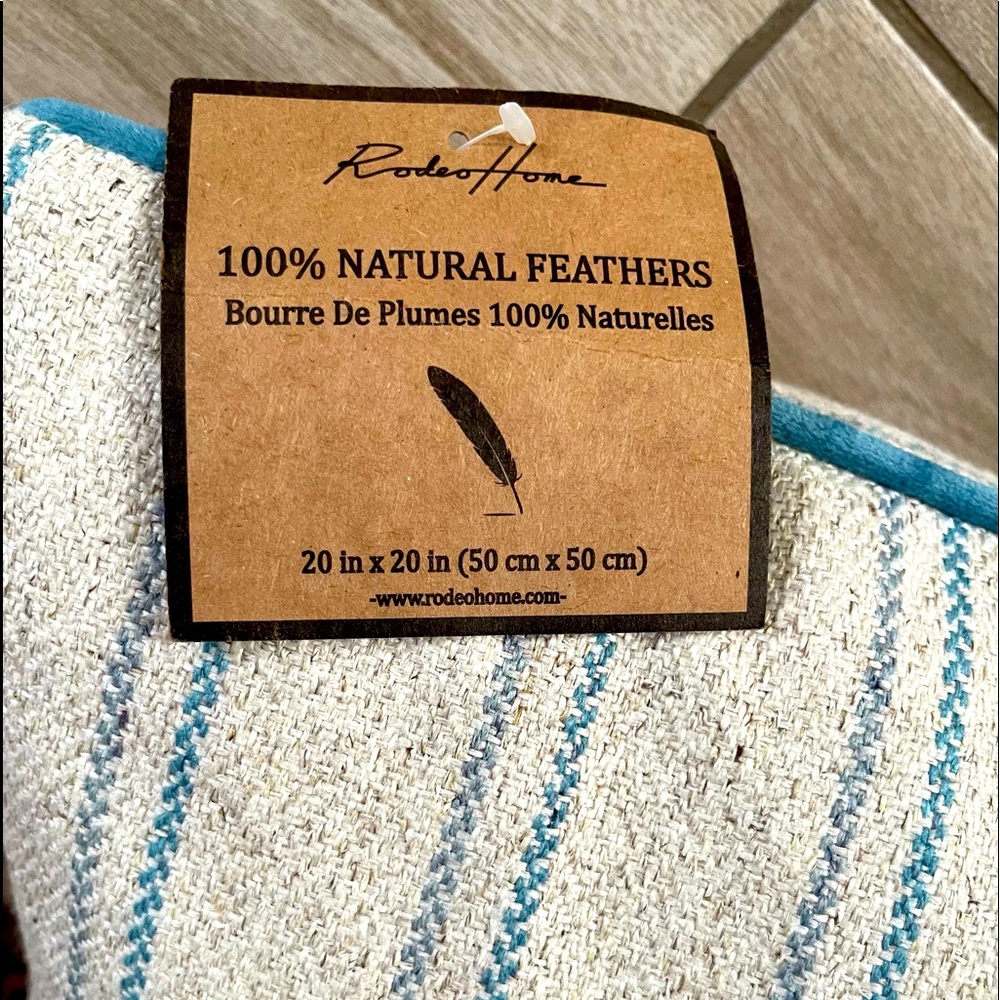 RodeoHome
100% NATURAL FEATHERS
Bourre De Plumes 100% Naturelles
20 in x 20 in (50 cm x 50 cm)
-www.rodeohome.com-